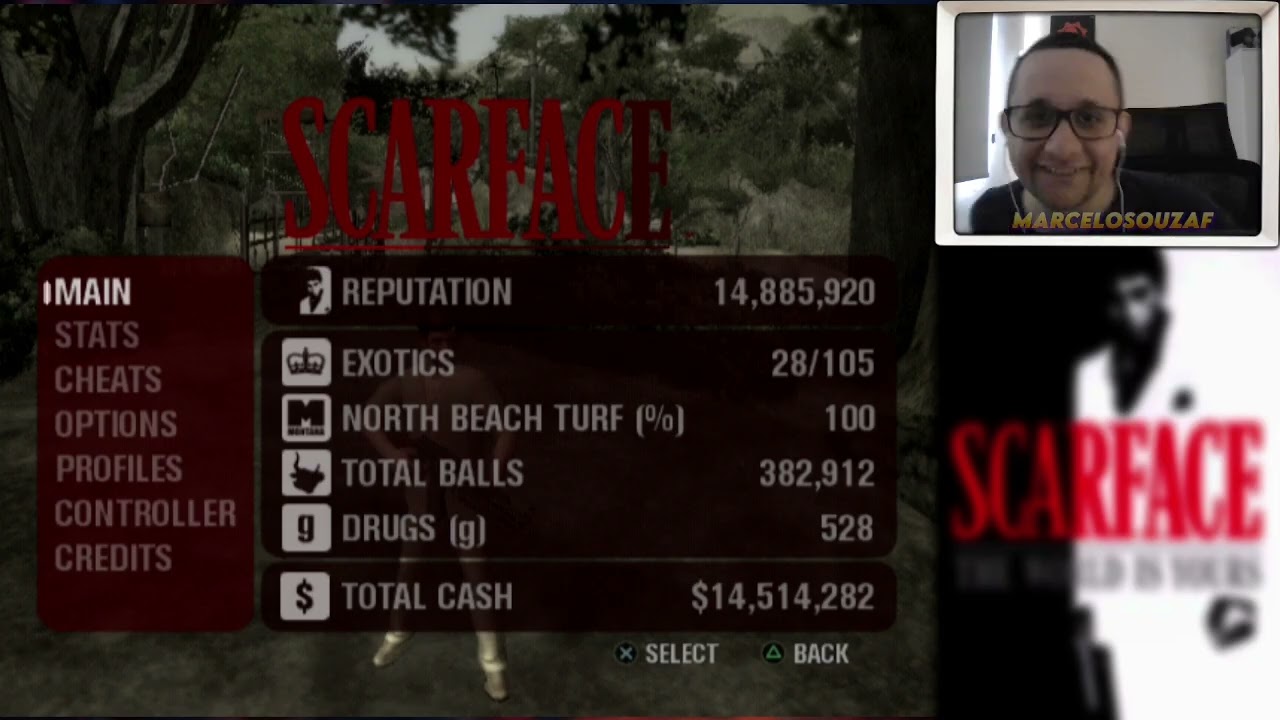 SCARFACE
MAIN
STATS
CHEATS
OPTIONS
PROFILES
CONTROLLER
CREDITS
REPUTATION 14,885,920
EXOTICS 28/105
M
MONTANA
NORTH BEACH TURF (%) 100
TOTAL BALLS 382,912
g DRUGS (g) 528
$ TOTAL CASH $14,514,282
SELECT BACK
MARCELOSOUZAF
SCARFACE
THE WORLD IS YOURS